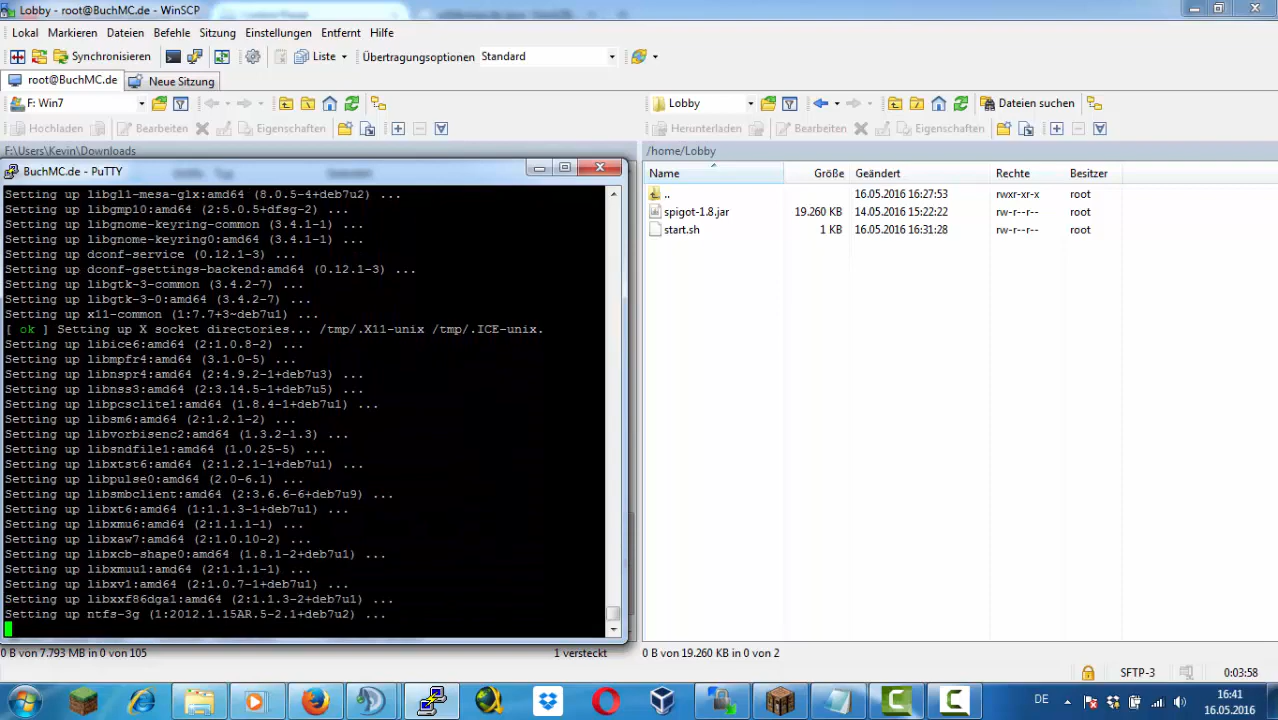 Lobby - root@BuchMC.de - WinSCP
Lokal Markieren Dateien Befehle Sitzung Einstellungen Entfernt Hilfe
Synchronisieren Liste Übertragungsoptionen Standard
root@BuchMC.de Neue Sitzung
F: Win7 Lobby Dateien suchen
Hochladen Bearbeiten Eigenschaften Herunterladen Bearbeiten Eigenschaften
F:\Users\Kevin\Downloads /home/Lobby
BuchMC.de - PuTTY
Setting up libgl1-mesa-glx:amd64 (8.0.5-4+deb7u2) ...
Setting up libgmp10:amd64 (2:5.0.5+dfsg-2) ...
Setting up libgnome-keyring-common (3.4.1-1) ...
Setting up libgnome-keyring0:amd64 (3.4.1-1) ...
Setting up dconf-service (0.12.1-3) ...
Setting up dconf-gsettings-backend:amd64 (0.12.1-3) ...
Setting up libgtk-3-common (3.4.2-7) ...
Setting up libgtk-3-0:amd64 (3.4.2-7) ...
Setting up x11-common (1:7.7+3~deb7u1) ...
[ ok ] Setting up X socket directories... /tmp/.X11-unix /tmp/.ICE-unix.
Setting up libice6:amd64 (2:1.0.8-2) ...
Setting up libmpfr4:amd64 (3.1.0-5) ...
Setting up libnspr4:amd64 (2:4.9.2-1+deb7u3) ...
Setting up libnss3:amd64 (2:3.14.5-1+deb7u5) ...
Setting up libpcsclite1:amd64 (1.8.4-1+deb7u1) ...
Setting up libsm6:amd64 (2:1.2.1-2) ...
Setting up libvorbisenc2:amd64 (1.3.2-1.3) ...
Setting up libsndfile1:amd64 (1.0.25-5) ...
Setting up libxtst6:amd64 (2:1.2.1-1+deb7u1) ...
Setting up libpulse0:amd64 (2.0-6.1) ...
Setting up libsmbclient:amd64 (2:3.6.6-6+deb7u9) ...
Setting up libxt6:amd64 (1:1.1.3-1+deb7u1) ...
Setting up libxmu6:amd64 (2:1.1.1-1) ...
Setting up libxaw7:amd64 (2:1.0.10-2) ...
Setting up libxcb-shape0:amd64 (1.8.1-2+deb7u1) ...
Setting up libxmuu1:amd64 (2:1.1.1-1) ...
Setting up libxv1:amd64 (2:1.0.7-1+deb7u1) ...
Setting up libxxf86dga1:amd64 (2:1.1.3-2+deb7u1) ...
Setting up ntfs-3g (1:2012.1.15AR.5-2.1+deb7u2) ...
Name Größe Geändert Rechte Besitzer
.. 16.05.2016 16:27:53 rwxr-xr-x root
spigot-1.8.jar 19.260 KB 14.05.2016 15:22:22 rw-r--r-- root
start.sh 1 KB 16.05.2016 16:31:28 rw-r--r-- root
0 B von 7.793 MB in 0 von 105 1 versteckt 0 B von 19.260 KB in 0 von 2
SFTP-3 0:03:58
DE 16:41
16.05.2016